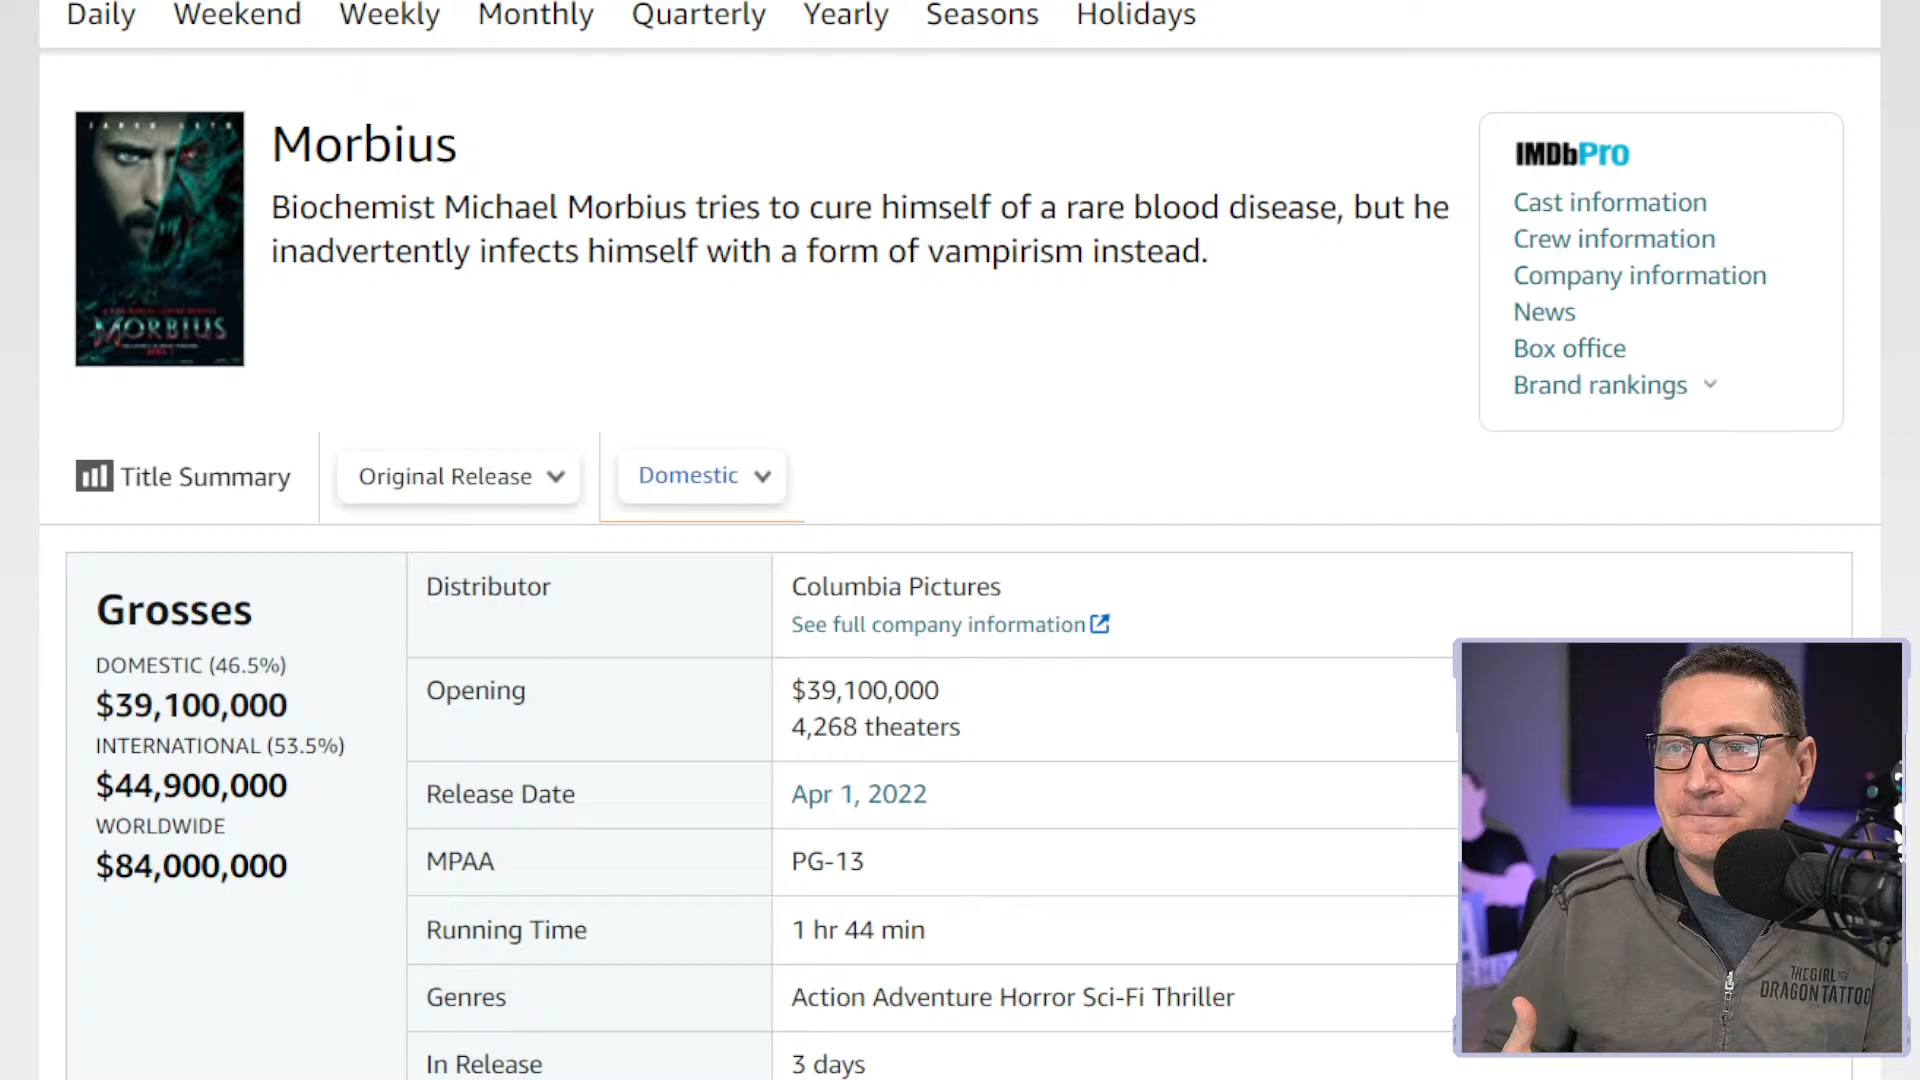 Daily Weekend Weekly Monthly Quarterly Yearly Seasons Holidays
JARED LETO
MORBIUS
Morbius
Biochemist Michael Morbius tries to cure himself of a rare blood disease, but he
inadvertently infects himself with a form of vampirism instead.
IMDbPro
Cast information
Crew information
Company information
News
Box office
Brand rankings
Title Summary
Original Release
Domestic
Grosses
DOMESTIC (46.5%)
$39,100,000
INTERNATIONAL (53.5%)
$44,900,000
WORLDWIDE
$84,000,000
Distributor
Columbia Pictures
See full company information
Opening
$39,100,000
4,268 theaters
Release Date
Apr 1, 2022
MPAA
PG-13
Running Time
1 hr 44 min
Genres
Action Adventure Horror Sci-Fi Thriller
In Release
3 days
THE GIRL
DRAGON TATTOO